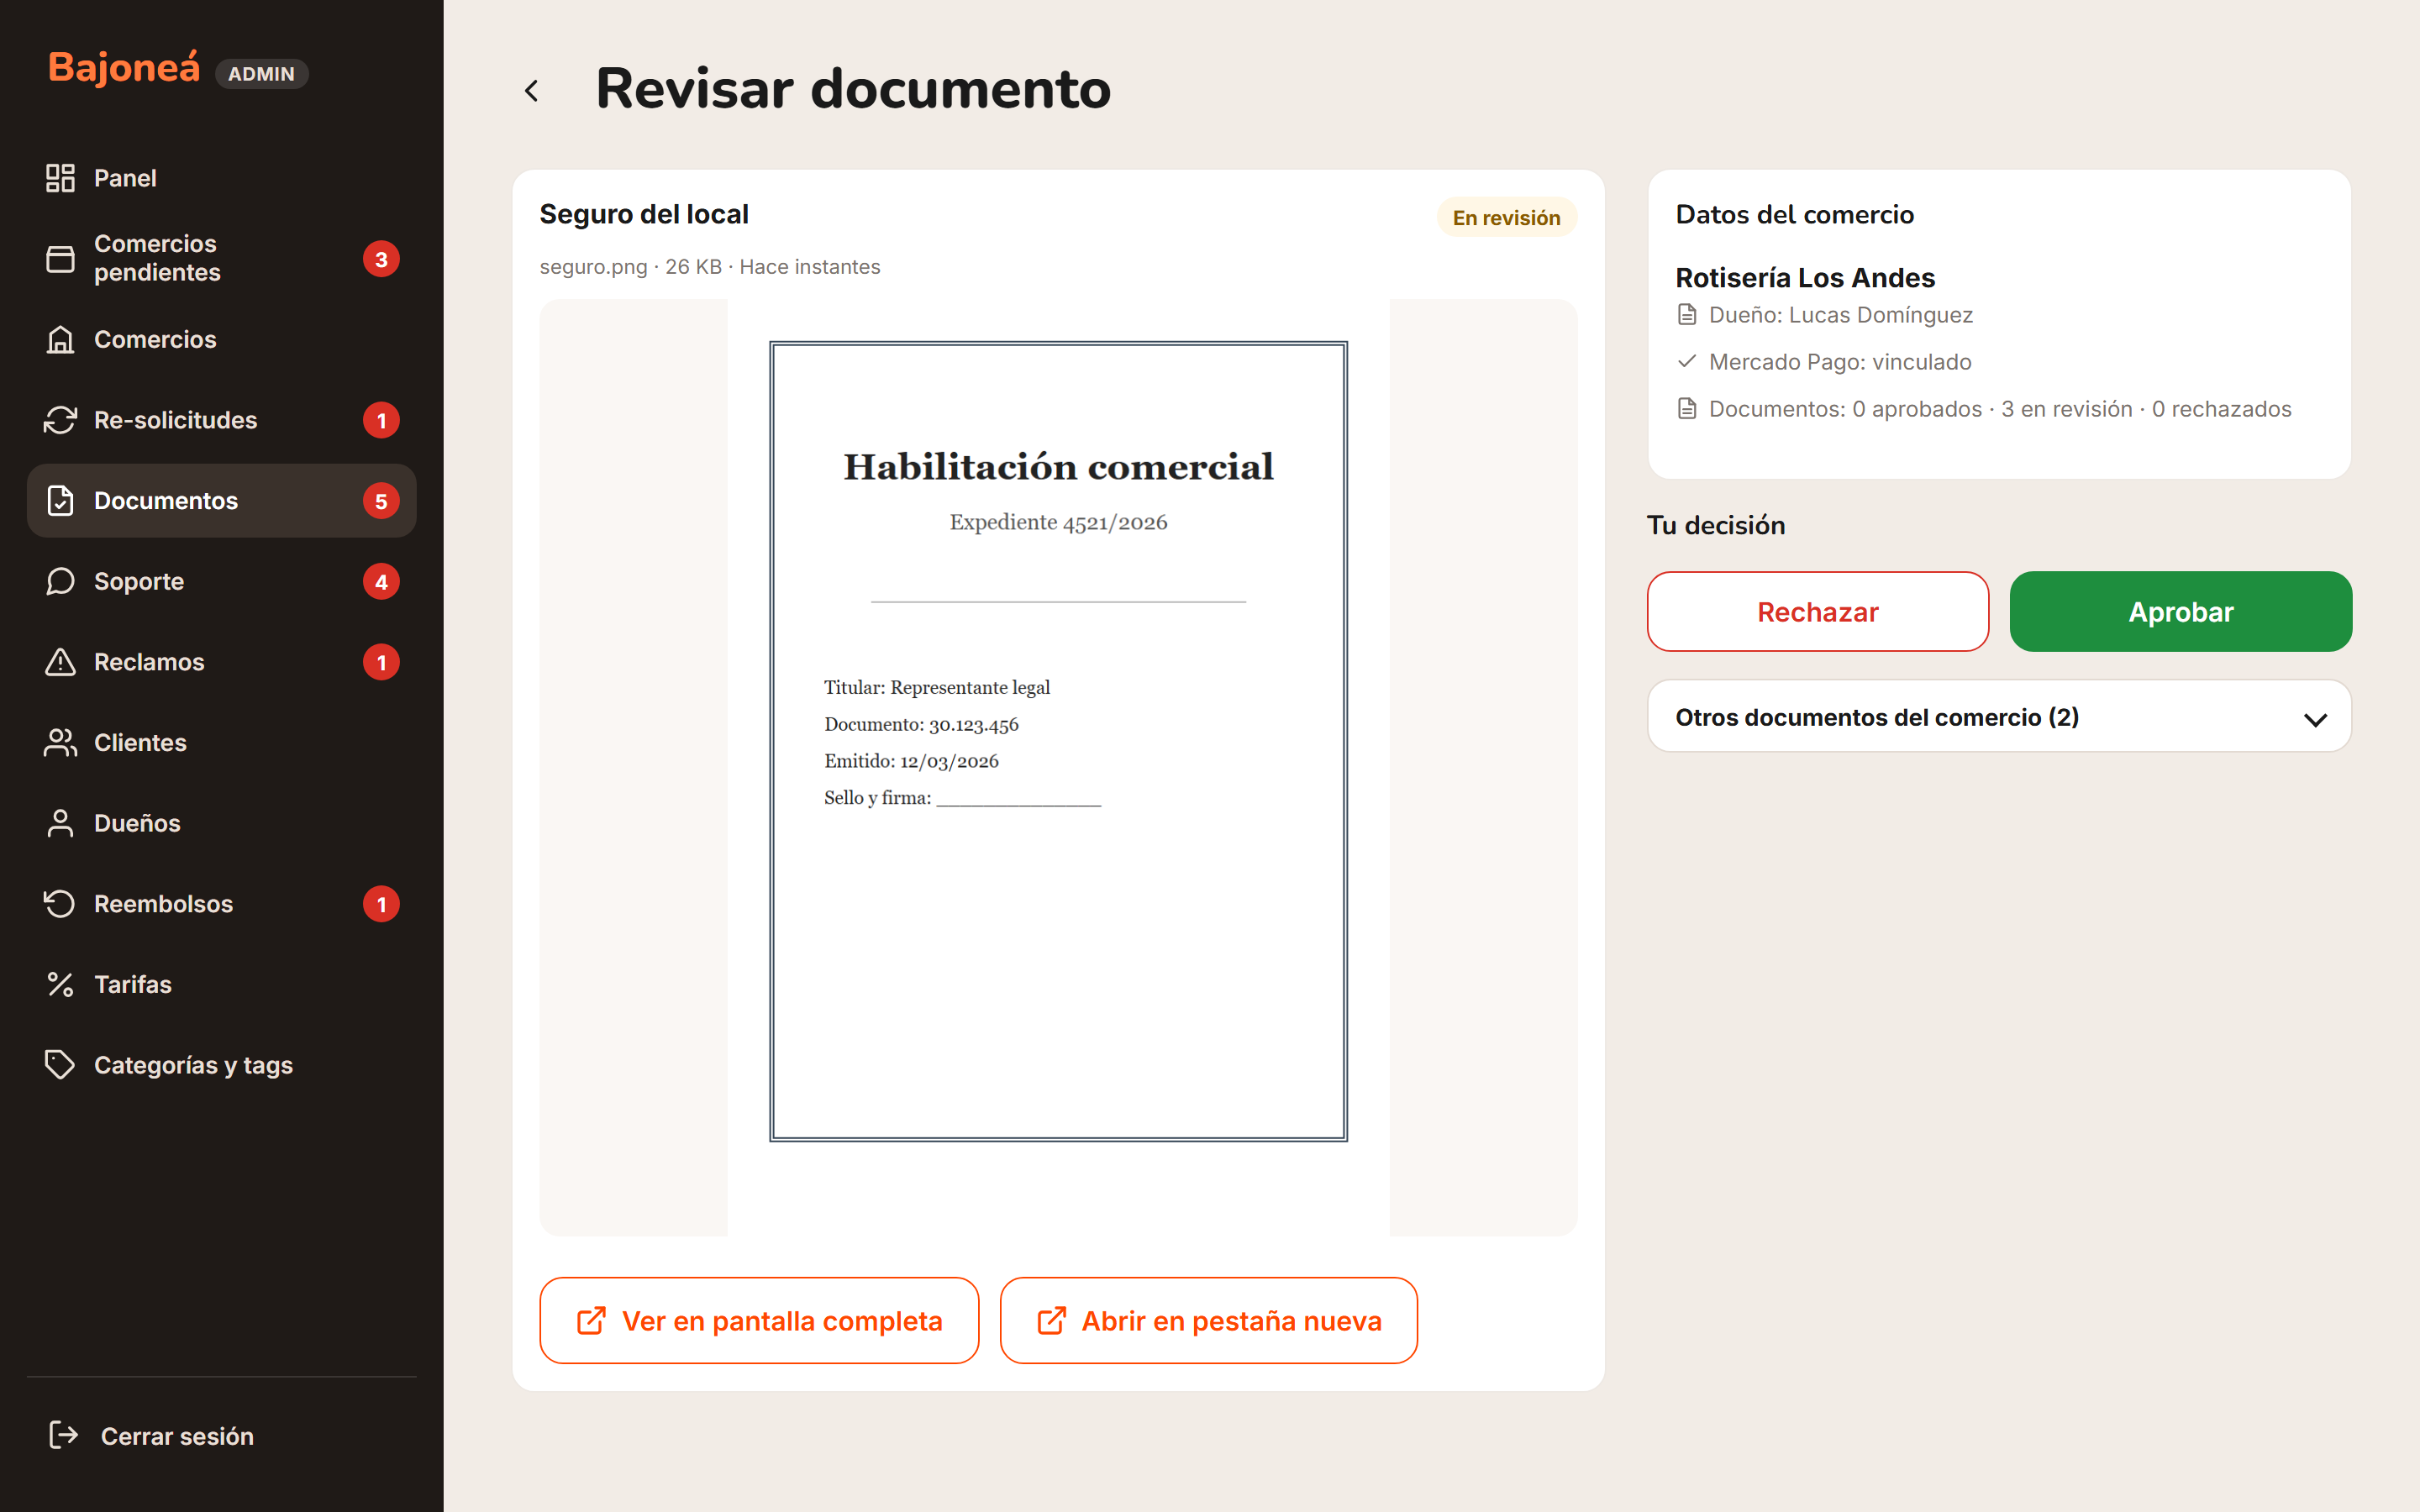 Bajoneá ADMIN
Panel
Comercios
pendientes
3
Comercios
Re-solicitudes
1
Documentos
5
Soporte
4
Reclamos
1
Clientes
Dueños
Reembolsos
1
Tarifas
Categorías y tags
Cerrar sesión
Revisar documento
Seguro del local
En revisión
seguro.png · 26 KB · Hace instantes
Habilitación comercial
Expediente 4521/2026
Titular: Representante legal
Documento: 30.123.456
Emitido: 12/03/2026
Sello y firma: _______________
Ver en pantalla completa
Abrir en pestaña nueva
Datos del comercio
Rotisería Los Andes
Dueño: Lucas Domínguez
Mercado Pago: vinculado
Documentos: 0 aprobados · 3 en revisión · 0 rechazados
Tu decisión
Rechazar
Aprobar
Otros documentos del comercio (2)